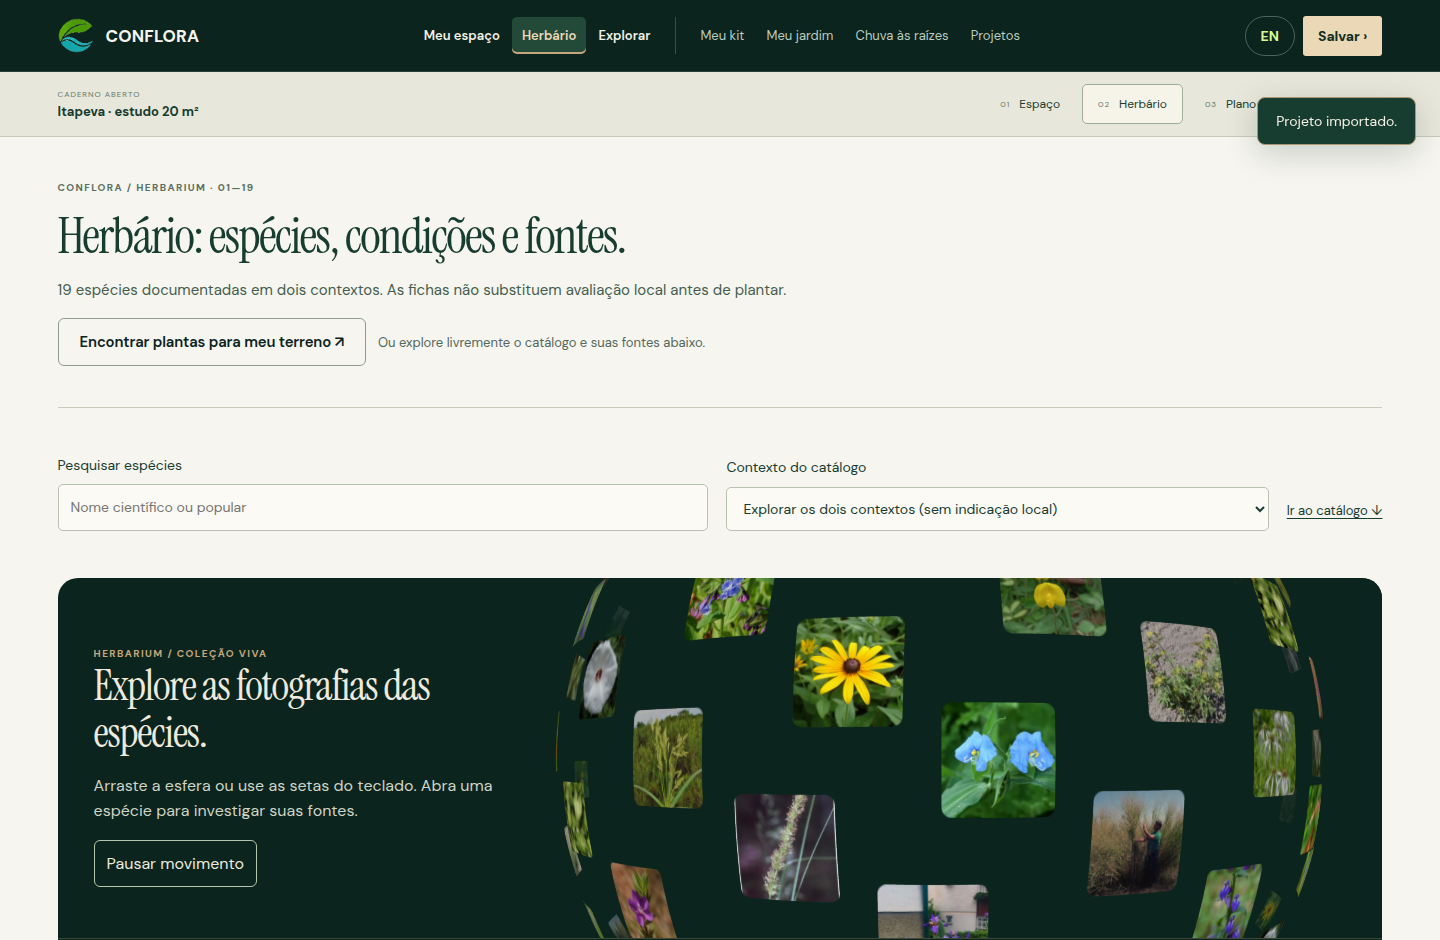 CONFLORA
Meu espaço
Herbário
Explorar
Meu kit
Meu jardim
Chuva às raízes
Projetos
EN
Salvar ›
CADERNO ABERTO
Itapeva · estudo 20 m²
01 Espaço
02 Herbário
03 Plano
Projeto importado.
CONFLORA / HERBARIUM · 01—19
Herbário: espécies, condições e fontes.
19 espécies documentadas em dois contextos. As fichas não substituem avaliação local antes de plantar.
Encontrar plantas para meu terreno ↗
Ou explore livremente o catálogo e suas fontes abaixo.
Pesquisar espécies
Nome científico ou popular
Contexto do catálogo
Explorar os dois contextos (sem indicação local)
Ir ao catálogo ↓
HERBARIUM / COLEÇÃO VIVA
Explore as fotografias das
espécies.
Arraste a esfera ou use as setas do teclado. Abra uma
espécie para investigar suas fontes.
Pausar movimento